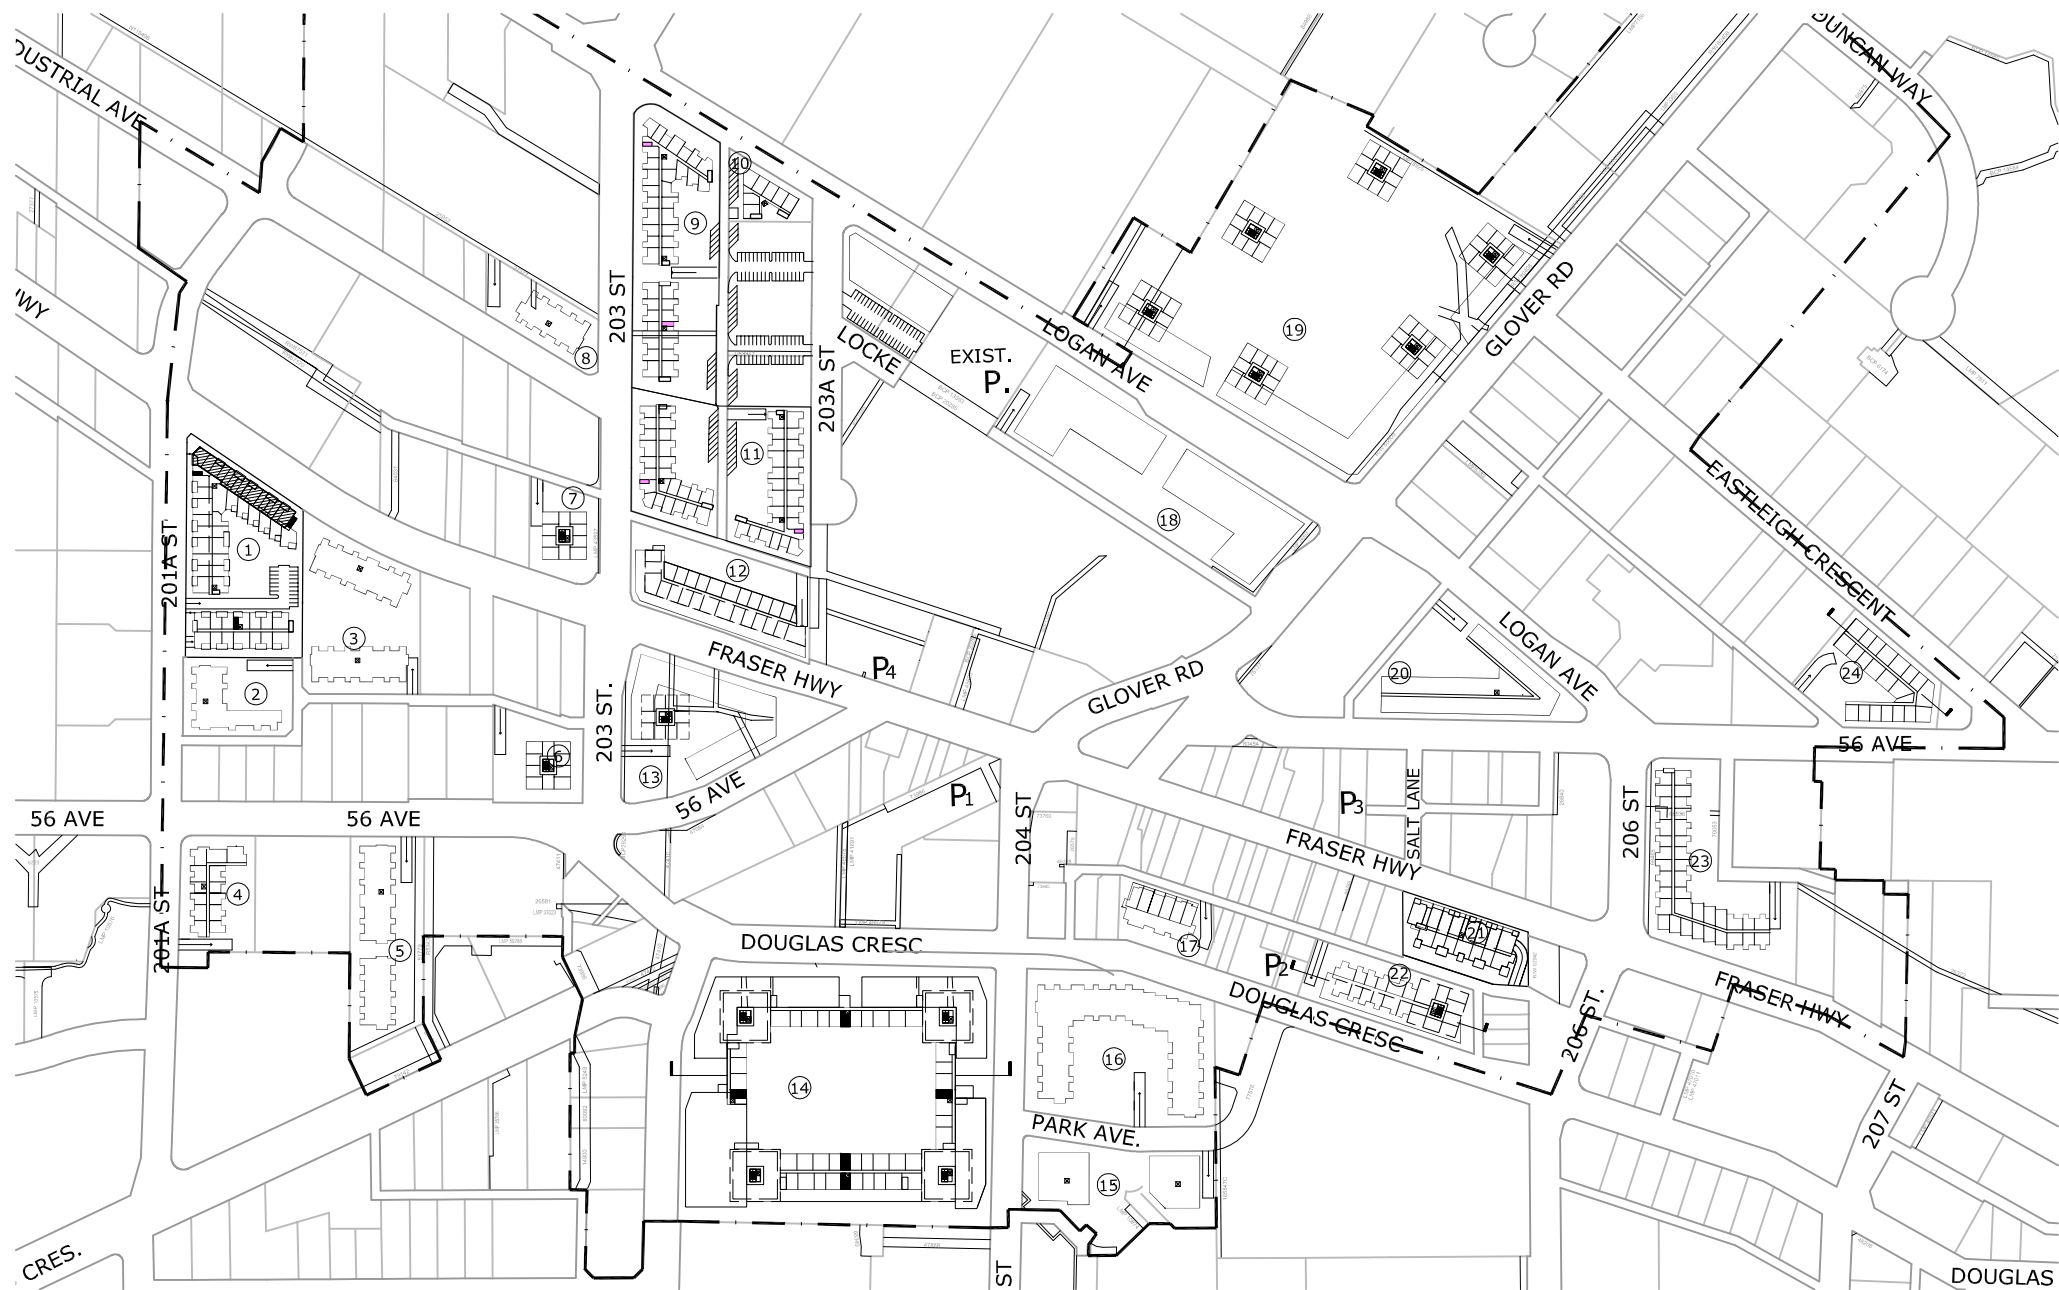 DUSTRIAL AVE
DUNCAN WAY
10
9
203 ST
GLOVER RD
HWY
19
LOGAN AVE
LOCKE
EXIST.
P.
8
203A ST
11
EASTLEIGH CRESCENT
7
18
201A ST
1
12
LOGAN AVE
3
FRASER HWY
P4
GLOVER RD
20
24
2
203 ST.
13
6
56 AVE
56 AVE
P1
204 ST
P3
SALT LANE
206 ST
56 AVE
56 AVE
FRASER HWY
23
4
201A ST
5
DOUGLAS CRESC
17
21
P2
22
DOUGLAS CRESC
FRASER HWY
206 ST.
14
16
PARK AVE.
207 ST
15
CRES.
ST
DOUGLAS